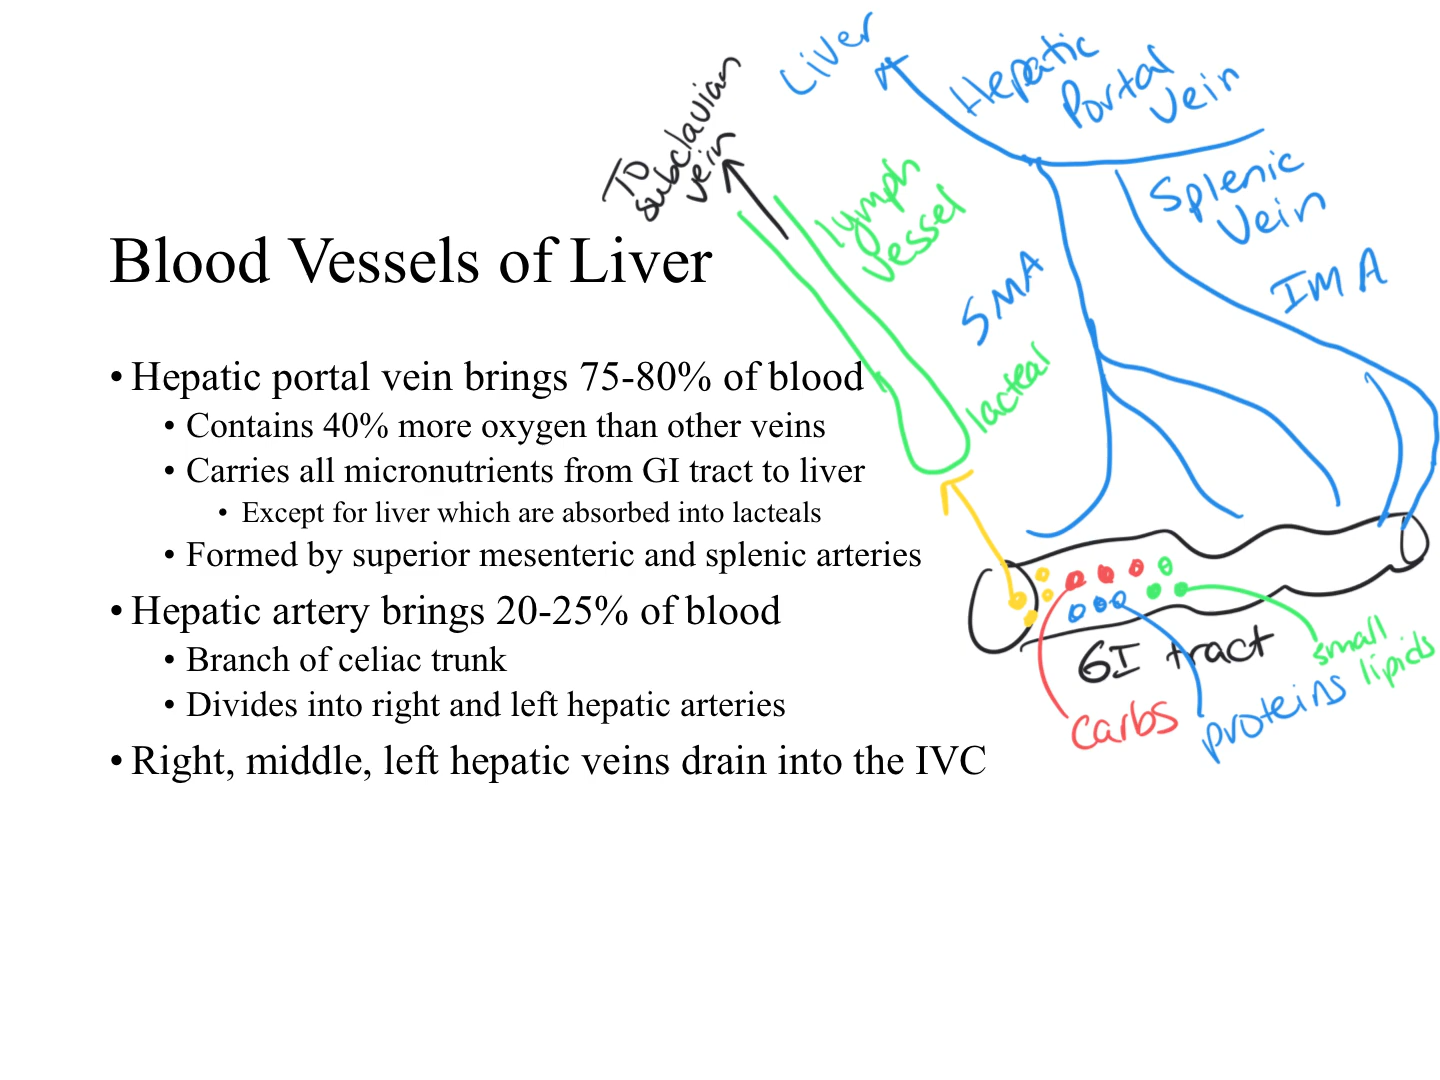 Liver
Hepatic
Portal
Vein
To
subclavian
vein
lymph
vessel
Splenic
Vein
SMA
IMA
lacteal
Blood Vessels of Liver
• Hepatic portal vein brings 75-80% of blood
• Contains 40% more oxygen than other veins
• Carries all micronutrients from GI tract to liver
• Except for liver which are absorbed into lacteals
• Formed by superior mesenteric and splenic arteries
• Hepatic artery brings 20-25% of blood
• Branch of celiac trunk
• Divides into right and left hepatic arteries
• Right, middle, left hepatic veins drain into the IVC
GI tract
small
lipids
carbs
proteins